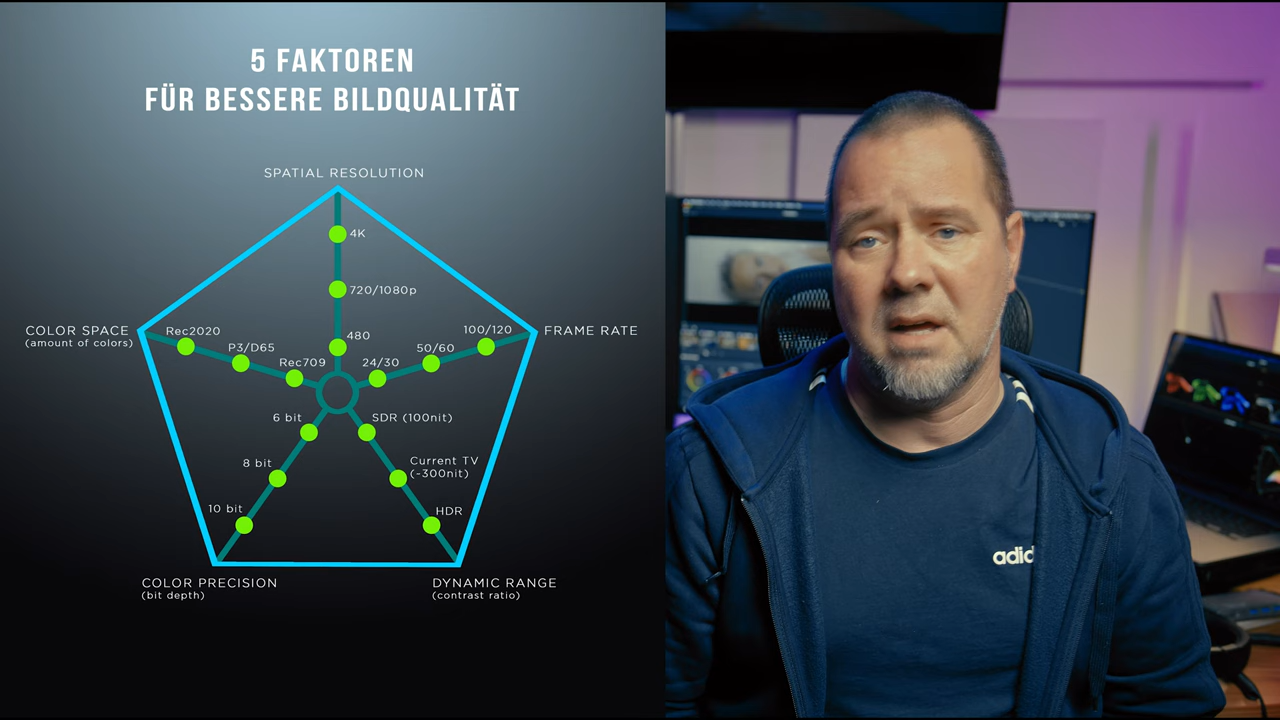 5 FAKTOREN
FÜR BESSERE BILDQUALITÄT
SPATIAL RESOLUTION
4K
720/1080p
480
COLOR SPACE
(amount of colors)
Rec2020
P3/D65
Rec709
24/30
50/60
100/120
FRAME RATE
6 bit
8 bit
10 bit
SDR (100nit)
Current TV
(~300nit)
HDR
COLOR PRECISION
(bit depth)
DYNAMIC RANGE
(contrast ratio)
adid